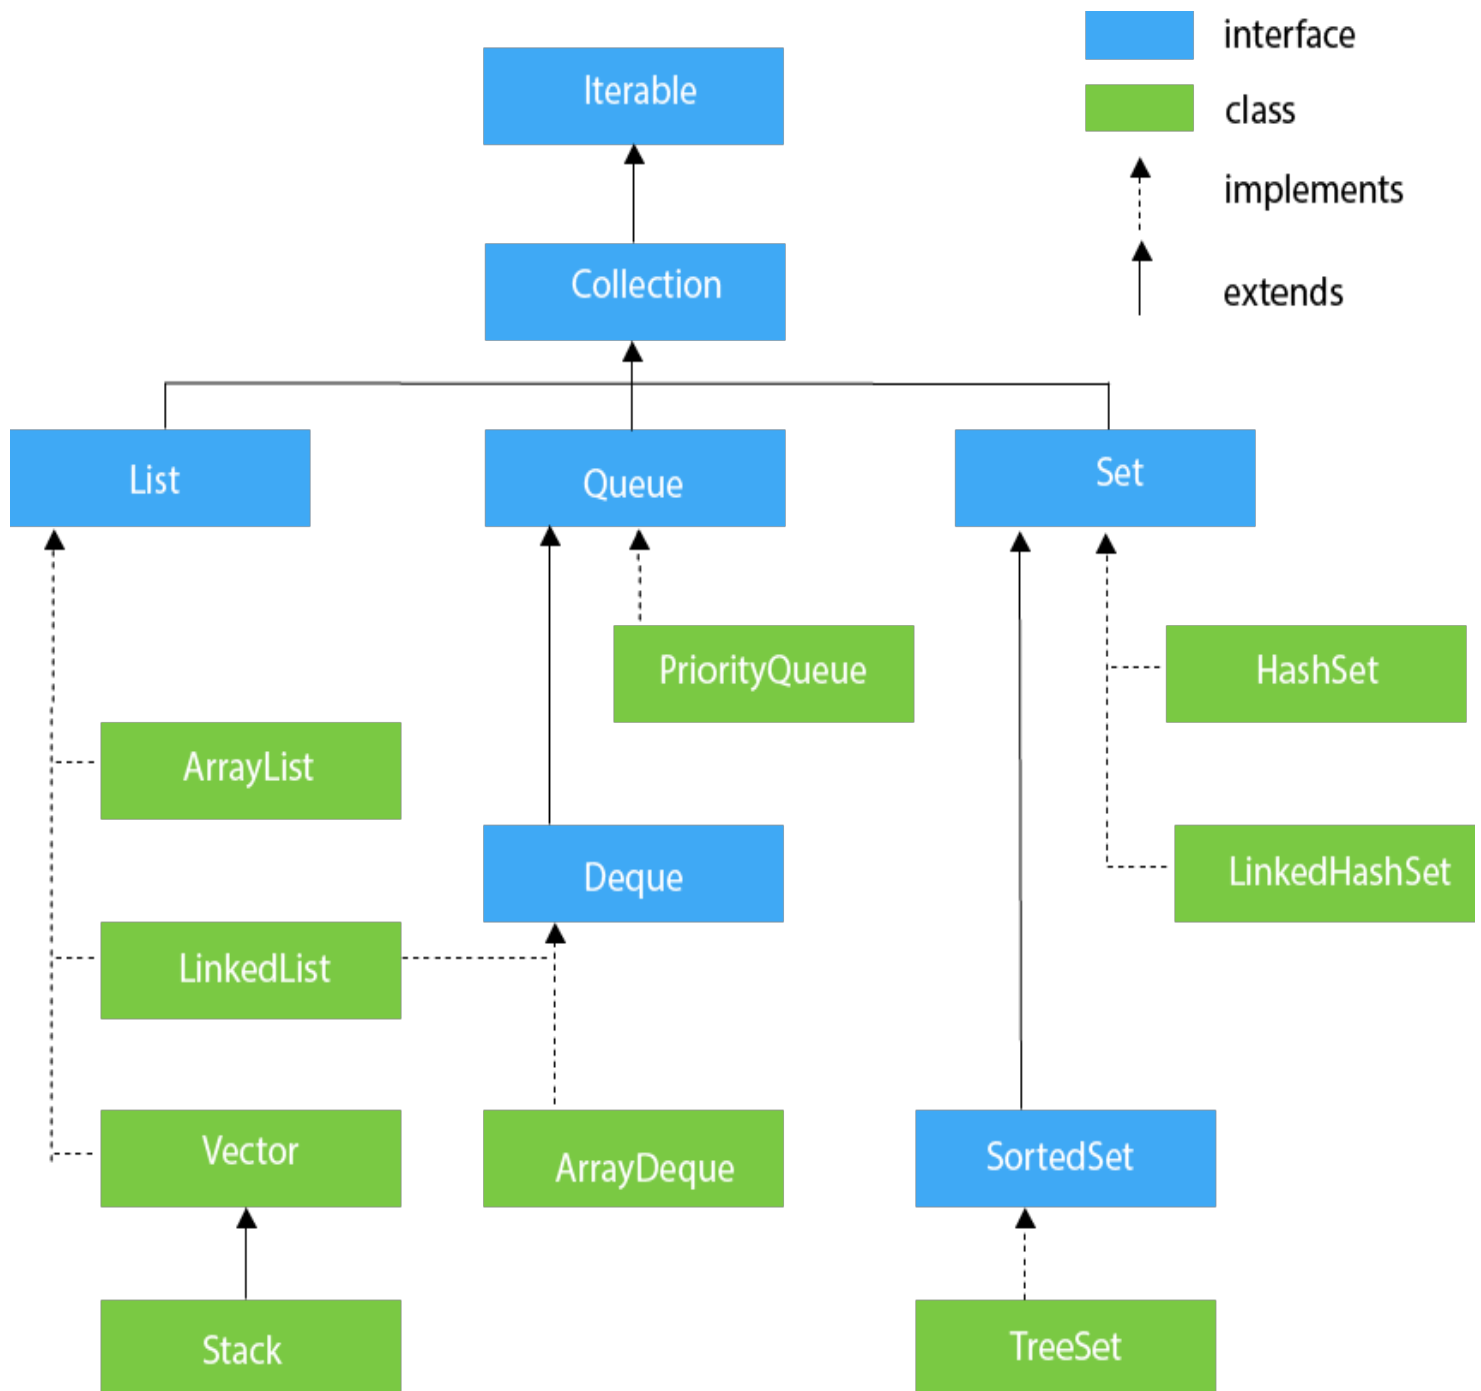 interface
Iterable
class
implements
Collection
extends
List
Queue
Set
PriorityQueue
HashSet
ArrayList
Deque
LinkedHashSet
LinkedList
Vector
ArrayDeque
SortedSet
Stack
TreeSet